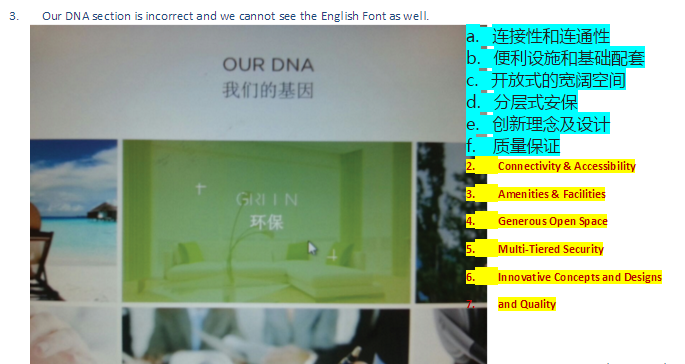 3. Our DNA section is incorrect and we cannot see the English Font as well.
OUR DNA
我们的基因
GREEN
环保
a. 连接性和连通性
b. 便利设施和基础配套
c. 开放式的宽阔空间
d. 分层式安保
e. 创新理念及设计
f. 质量保证
2. Connectivity & Accessibility
3. Amenities & Facilities
4. Generous Open Space
5. Multi-Tiered Security
6. Innovative Concepts and Designs
7. and Quality